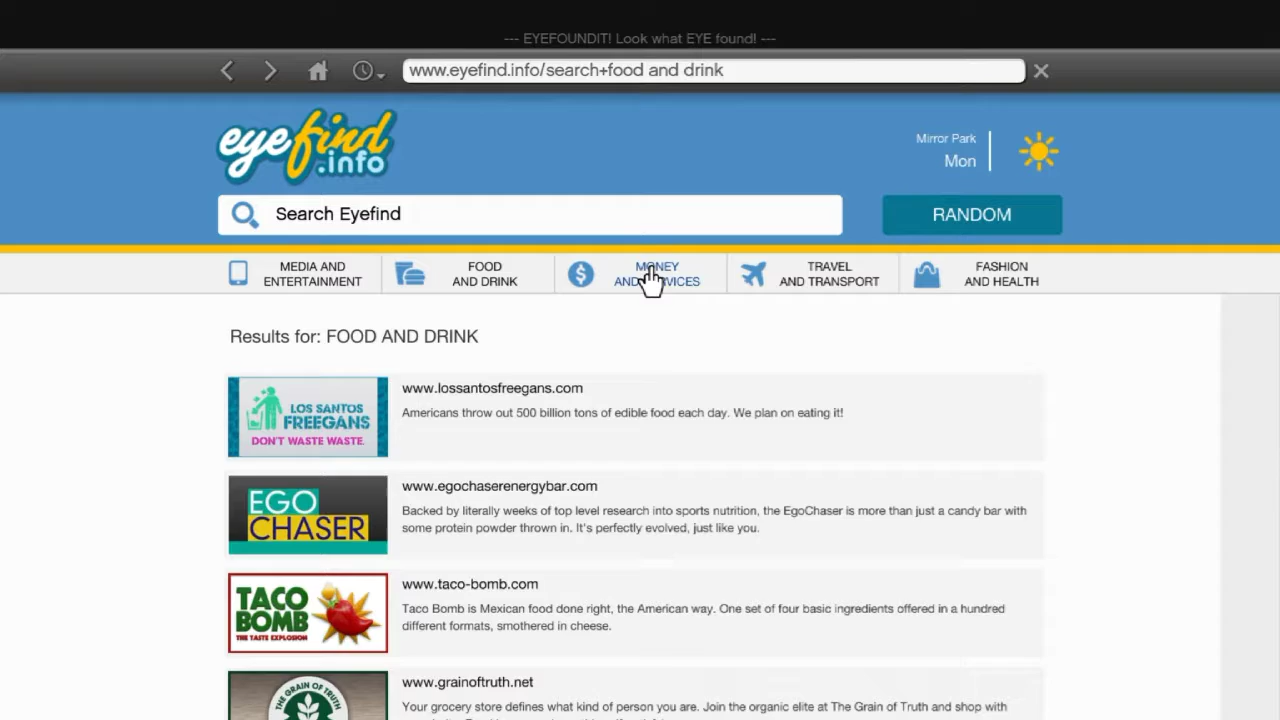 --- EYEFOUNDIT! Look what EYE found! ---
www.eyefind.info/search+food and drink
eyefind
.info
Mirror Park
Mon
Search Eyefind
RANDOM
MEDIA AND
ENTERTAINMENT
FOOD
AND DRINK
MONEY
AND SERVICES
TRAVEL
AND TRANSPORT
FASHION
AND HEALTH
Results for: FOOD AND DRINK
LOS SANTOS
FREEGANS
DON'T WASTE WASTE.
www.lossantosfreegans.com
Americans throw out 500 billion tons of edible food each day. We plan on eating it!
EGO
CHASER
www.egochaserenergybar.com
Backed by literally weeks of top level research into sports nutrition, the EgoChaser is more than just a candy bar with
some protein powder thrown in. It's perfectly evolved, just like you.
TACO
BOMB
THE TASTE EXPLOSION
www.taco-bomb.com
Taco Bomb is Mexican food done right, the American way. One set of four basic ingredients offered in a hundred
different formats, smothered in cheese.
THE GRAIN OF TRUTH
www.grainoftruth.net
Your grocery store defines what kind of person you are. Join the organic elite at The Grain of Truth and shop with